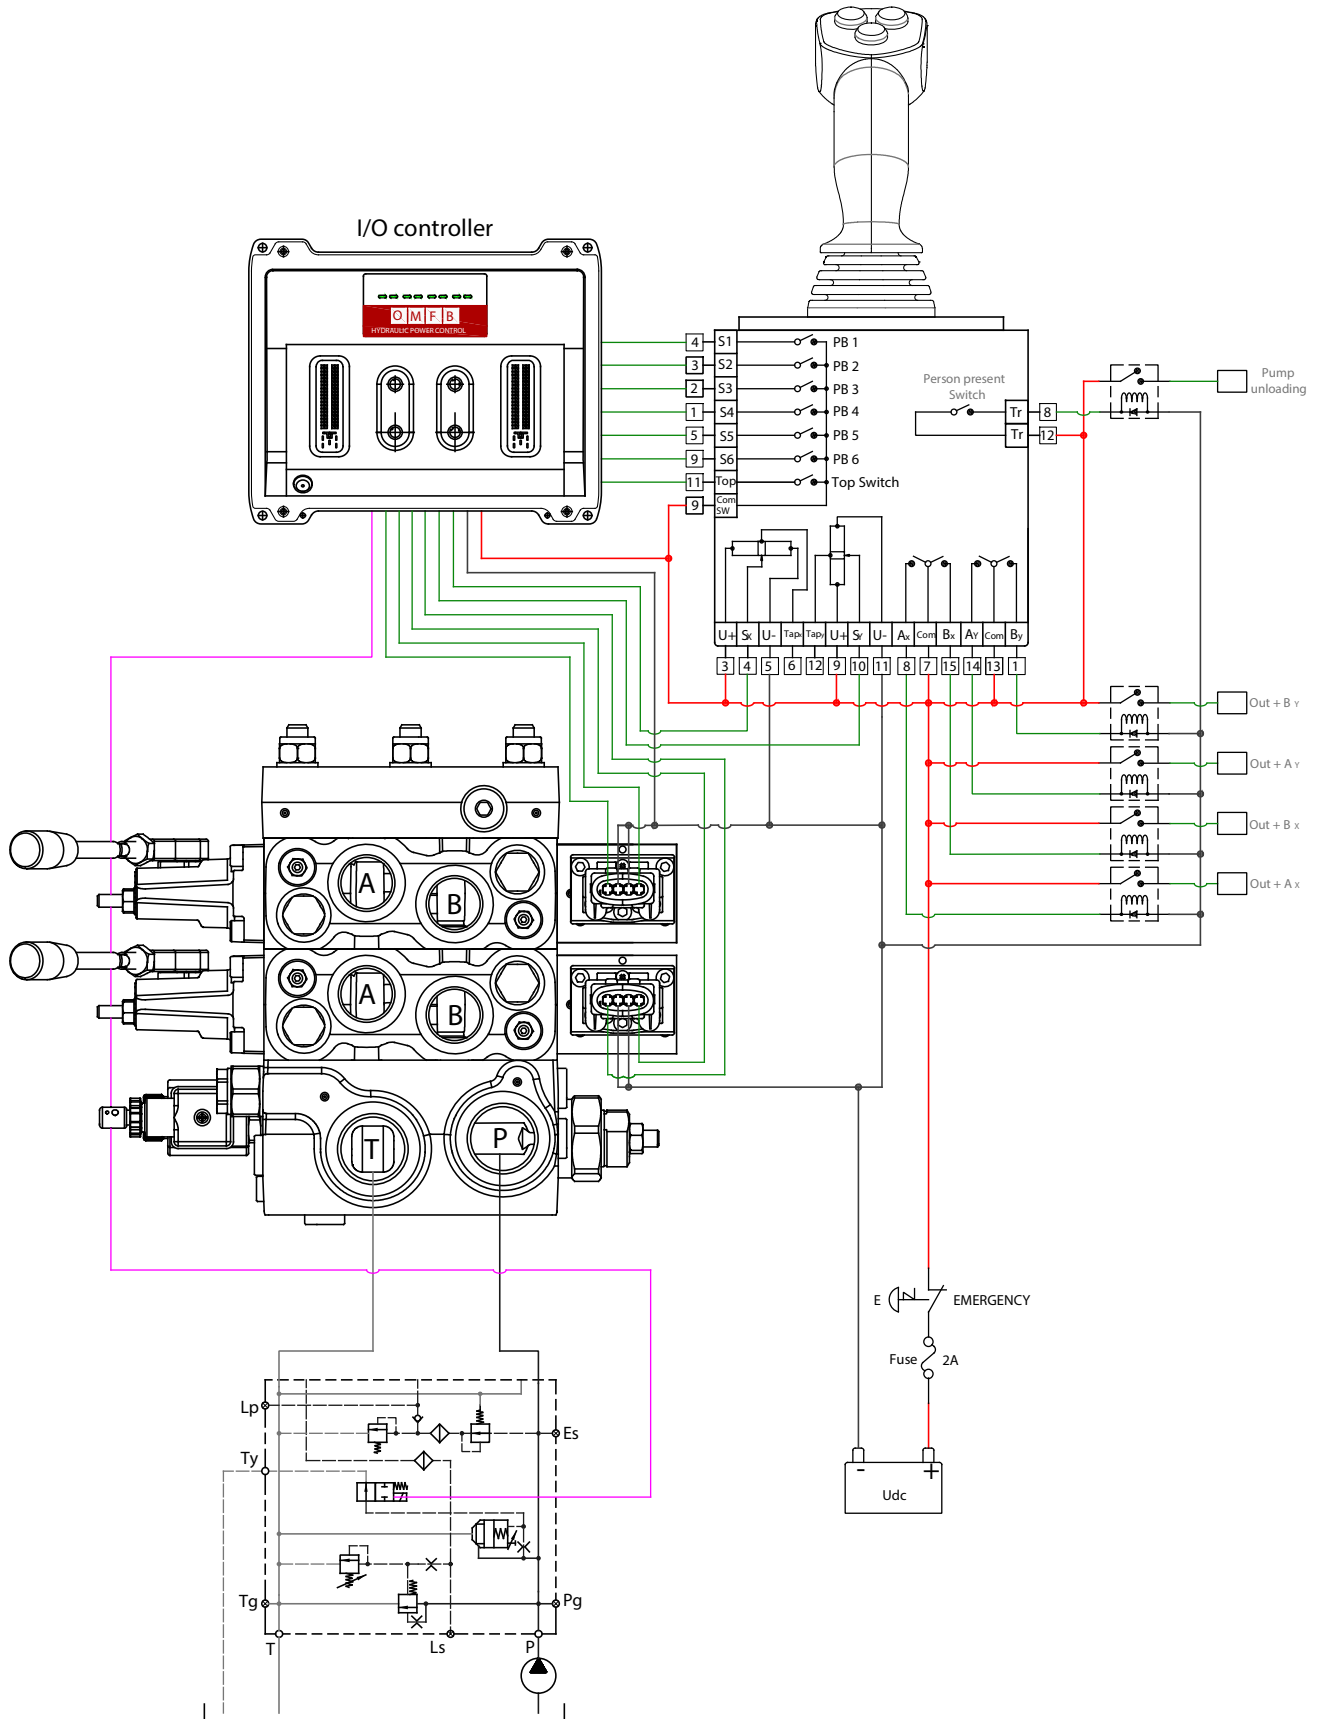 I/O controller
O M F B
HYDRAULIC POWER CONTROL
4 S1 PB 1
3 S2 PB 2
2 S3 PB 3
1 S4 PB 4
5 S5 PB 5
9 S6 PB 6
11 Top Top Switch
9 Com SW
Person present
Switch
Tr 8
Tr 12
Pump
unloading
U+ Sx U- Tapx Tapy U+ Sy U- Ax Com Bx AY Com By
3 4 5 6 12 9 10 11 8 7 15 14 13 1
Out + B Y
Out + A Y
Out + B X
Out + A X
A
B
A
B
T
P
E EMERGENCY
Fuse 2A
- +
Udc
Lp
Es
Ty
Tg
Pg
T
Ls
P